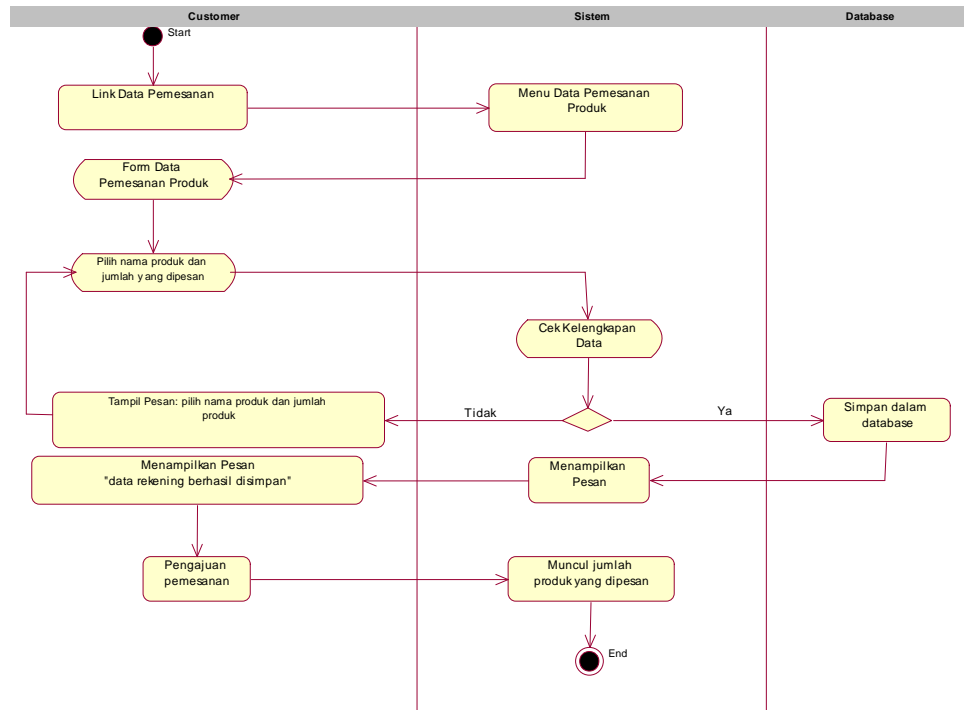 Customer
Sistem
Database
Start
Link Data Pemesanan
Menu Data Pemesanan
Produk
Form Data
Pemesanan Produk
Pilih nama produk dan
jumlah yang dipesan
Cek Kelengkapan
Data
Tampil Pesan: pilih nama produk dan jumlah
produk
Tidak
Ya
Simpan dalam
database
Menampilkan Pesan
"data rekening berhasil disimpan"
Menampilkan
Pesan
Pengajuan
pemesanan
Muncul jumlah
produk yang dipesan
End